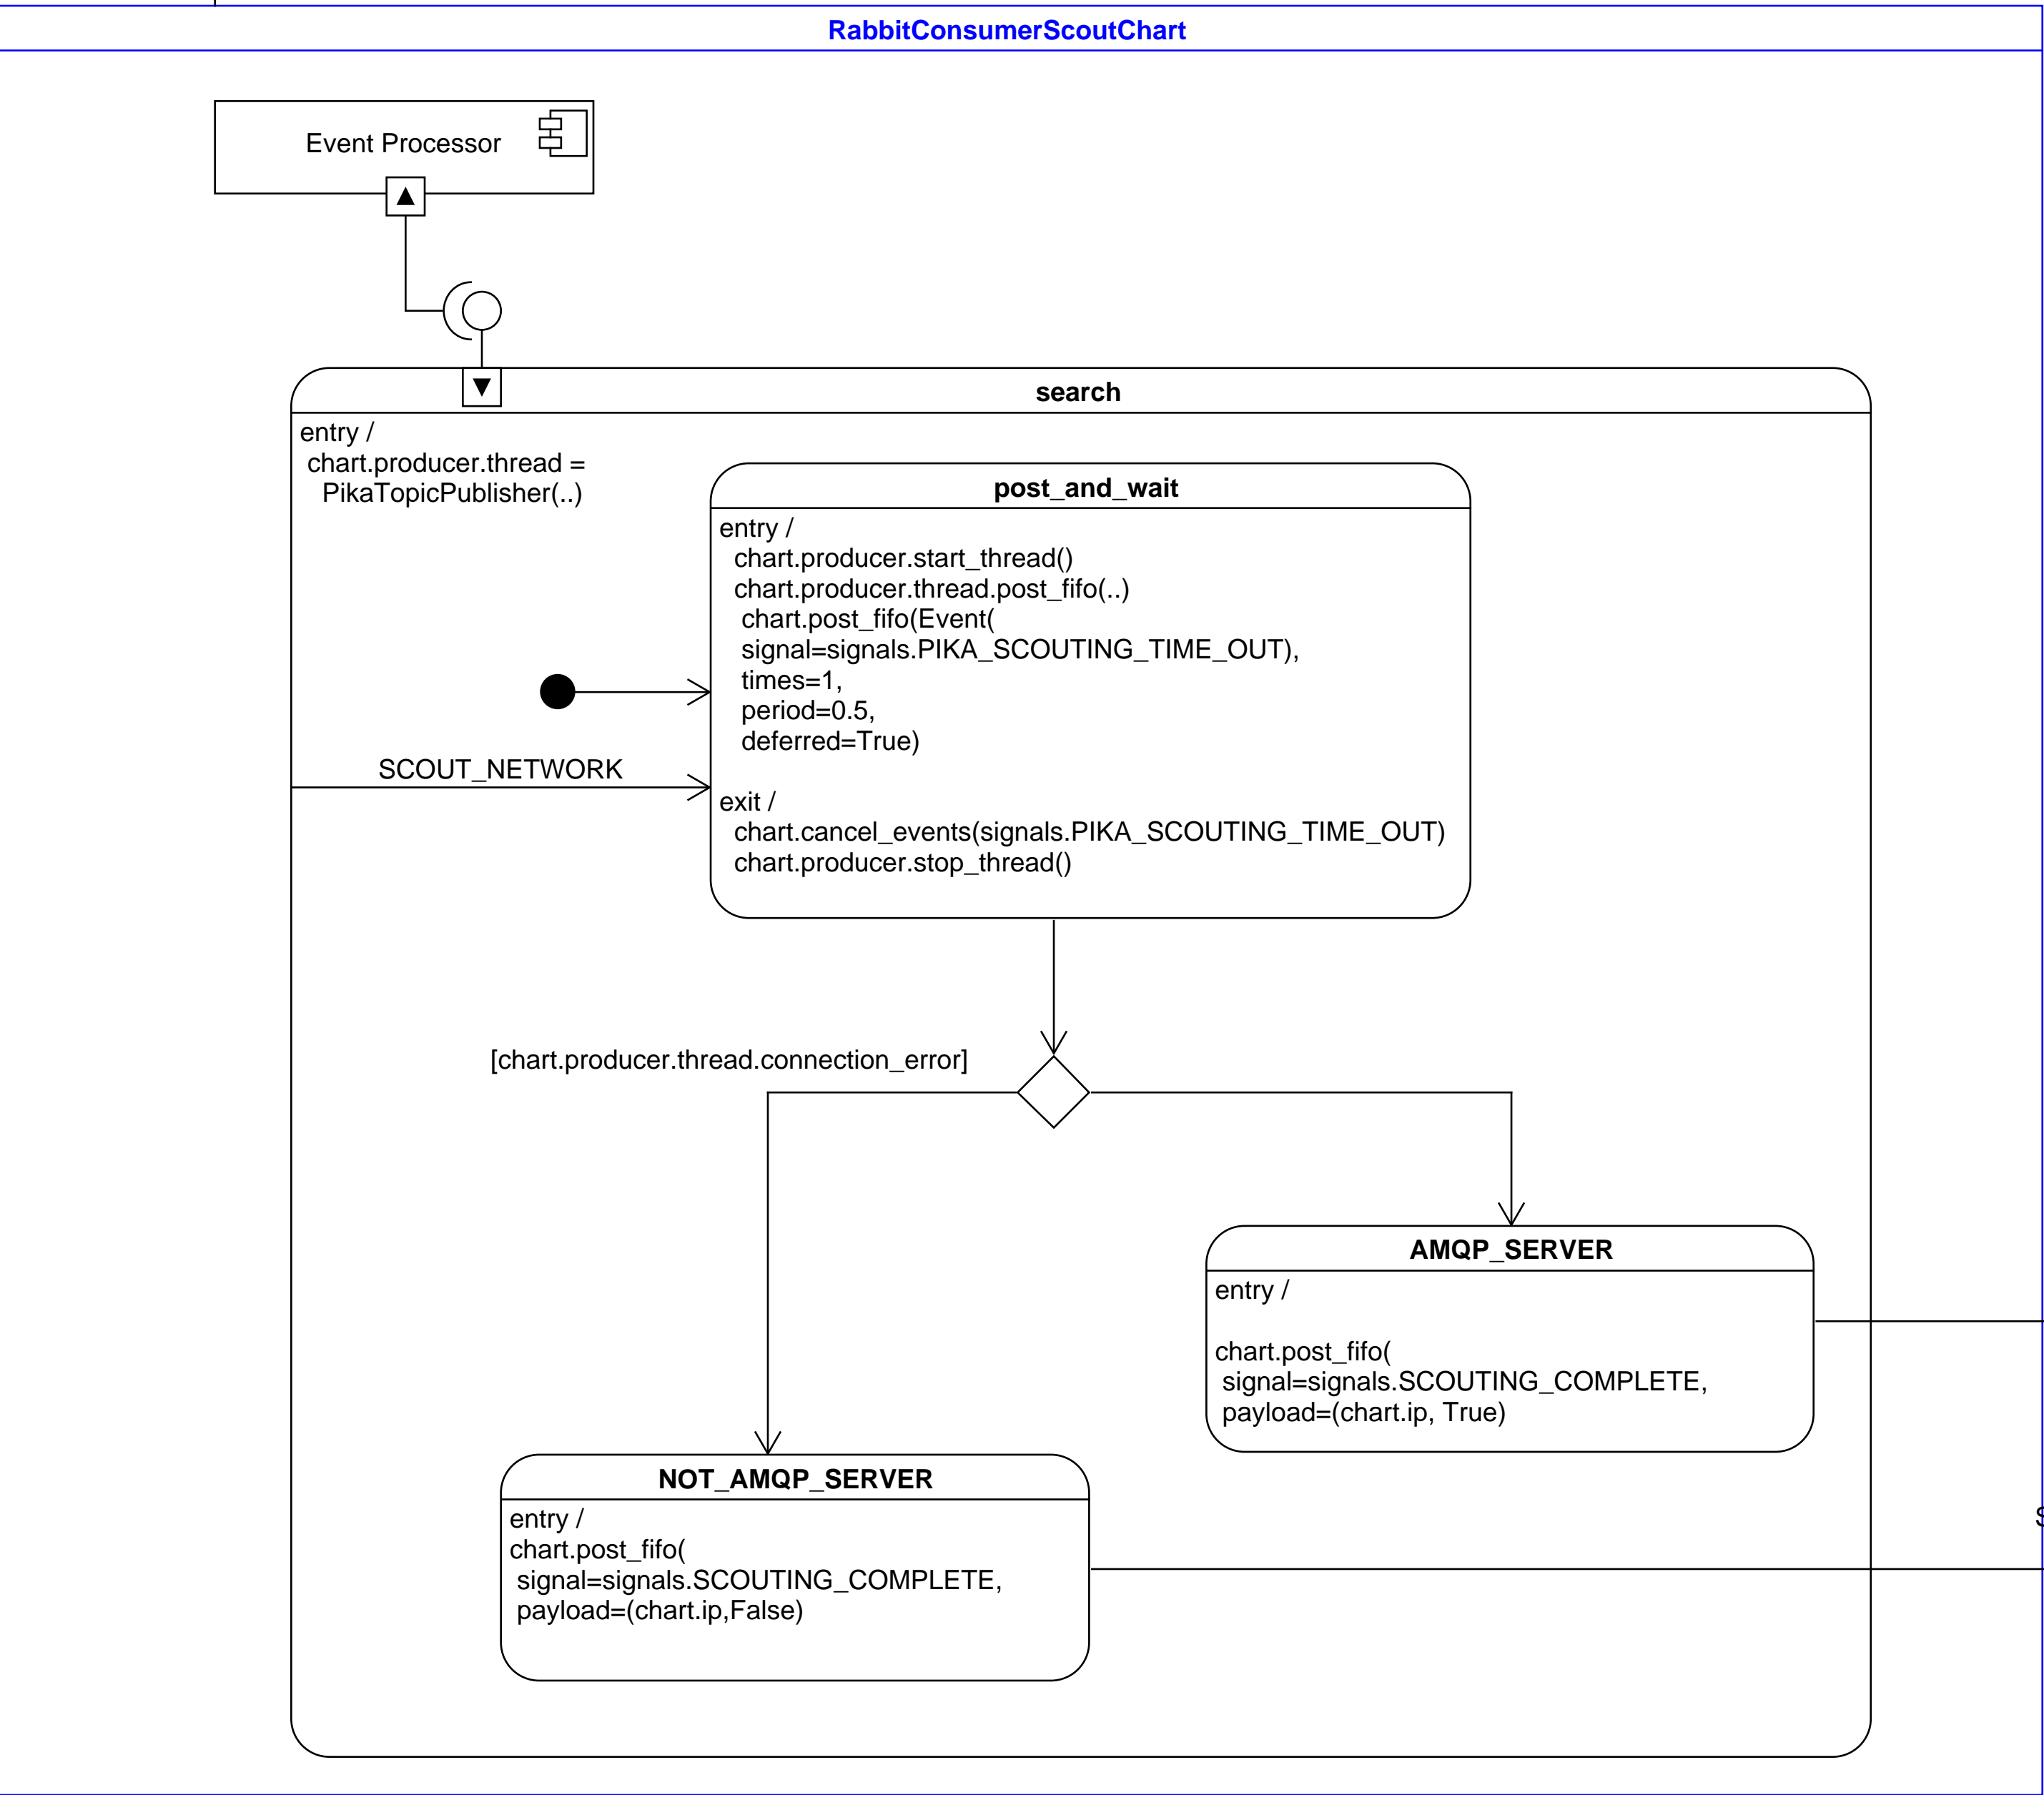 RabbitConsumerScoutChart
Event Processor
search
entry /
chart.producer.thread =
PikaTopicPublisher(..)
post_and_wait
entry /
chart.producer.start_thread()
chart.producer.thread.post_fifo(..)
chart.post_fifo(Event(
signal=signals.PIKA_SCOUTING_TIME_OUT),
times=1,
period=0.5,
deferred=True)
exit /
chart.cancel_events(signals.PIKA_SCOUTING_TIME_OUT)
chart.producer.stop_thread()
SCOUT_NETWORK
[chart.producer.thread.connection_error]
AMQP_SERVER
entry /
chart.post_fifo(
signal=signals.SCOUTING_COMPLETE,
payload=(chart.ip, True)
NOT_AMQP_SERVER
entry /
chart.post_fifo(
signal=signals.SCOUTING_COMPLETE,
payload=(chart.ip,False)